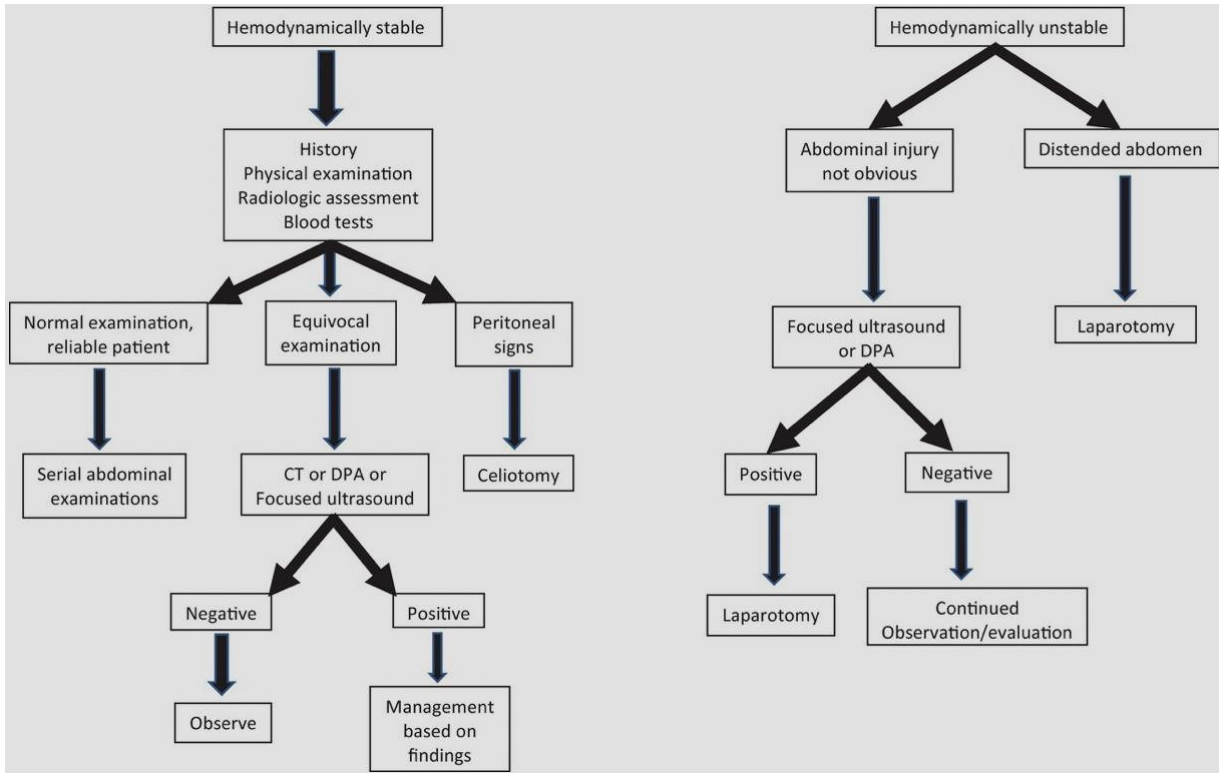 Hemodynamically stable
History
Physical examination
Radiologic assessment
Blood tests
Normal examination,
reliable patient
Equivocal
examination
Peritoneal
signs
Serial abdominal
examinations
CT or DPA or
Focused ultrasound
Celiotomy
Negative
Positive
Observe
Management
based on
findings
Hemodynamically unstable
Abdominal injury
not obvious
Distended abdomen
Focused ultrasound
or DPA
Laparotomy
Positive
Negative
Laparotomy
Continued
Observation/evaluation